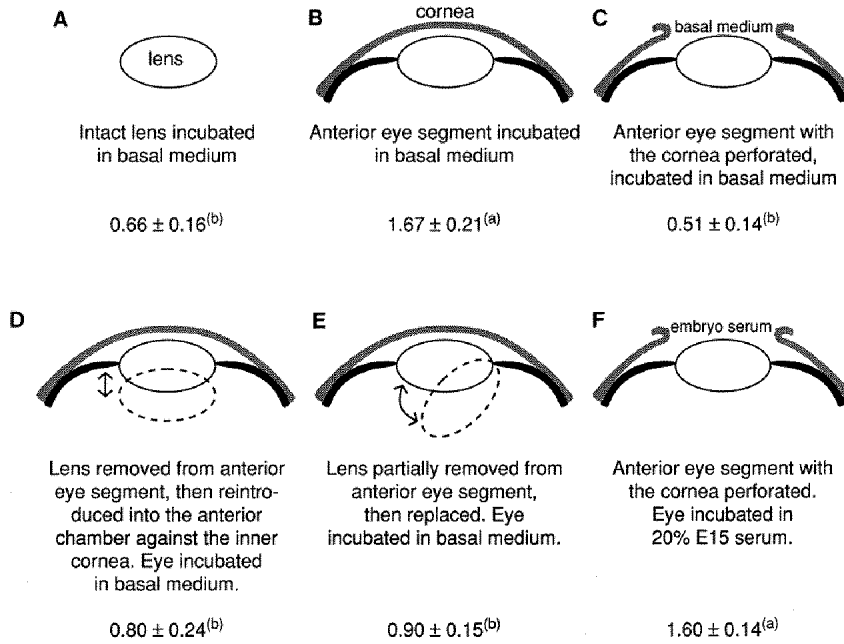 A
lens
Intact lens incubated
in basal medium
0.66 ± 0.16(b)
B
cornea
Anterior eye segment incubated
in basal medium
1.67 ± 0.21(a)
C
basal medium
Anterior eye segment with
the cornea perforated,
incubated in basal medium
0.51 ± 0.14(b)
D
Lens removed from anterior
eye segment, then reintro-
duced into the anterior
chamber against the inner
cornea. Eye incubated
in basal medium.
0.80 ± 0.24(b)
E
Lens partially removed from
anterior eye segment,
then replaced. Eye
incubated in basal medium.
0.90 ± 0.15(b)
F
embryo serum
Anterior eye segment with
the cornea perforated.
Eye incubated in
20% E15 serum.
1.60 ± 0.14(a)